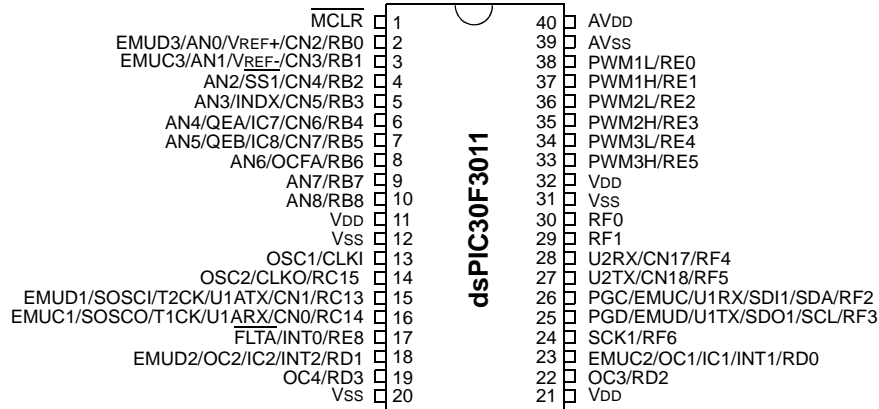 MCLR 1
EMUD3/AN0/VREF+/CN2/RB0 2
EMUC3/AN1/VREF-/CN3/RB1 3
AN2/SS1/CN4/RB2 4
AN3/INDX/CN5/RB3 5
AN4/QEA/IC7/CN6/RB4 6
AN5/QEB/IC8/CN7/RB5 7
AN6/OCFA/RB6 8
AN7/RB7 9
AN8/RB8 10
VDD 11
VSS 12
OSC1/CLKI 13
OSC2/CLKO/RC15 14
EMUD1/SOSCI/T2CK/U1ATX/CN1/RC13 15
EMUC1/SOSCO/T1CK/U1ARX/CN0/RC14 16
FLTA/INT0/RE8 17
EMUD2/OC2/IC2/INT2/RD1 18
OC4/RD3 19
VSS 20
dsPIC30F3011
40 AVDD
39 AVSS
38 PWM1L/RE0
37 PWM1H/RE1
36 PWM2L/RE2
35 PWM2H/RE3
34 PWM3L/RE4
33 PWM3H/RE5
32 VDD
31 VSS
30 RF0
29 RF1
28 U2RX/CN17/RF4
27 U2TX/CN18/RF5
26 PGC/EMUC/U1RX/SDI1/SDA/RF2
25 PGD/EMUD/U1TX/SDO1/SCL/RF3
24 SCK1/RF6
23 EMUC2/OC1/IC1/INT1/RD0
22 OC3/RD2
21 VDD